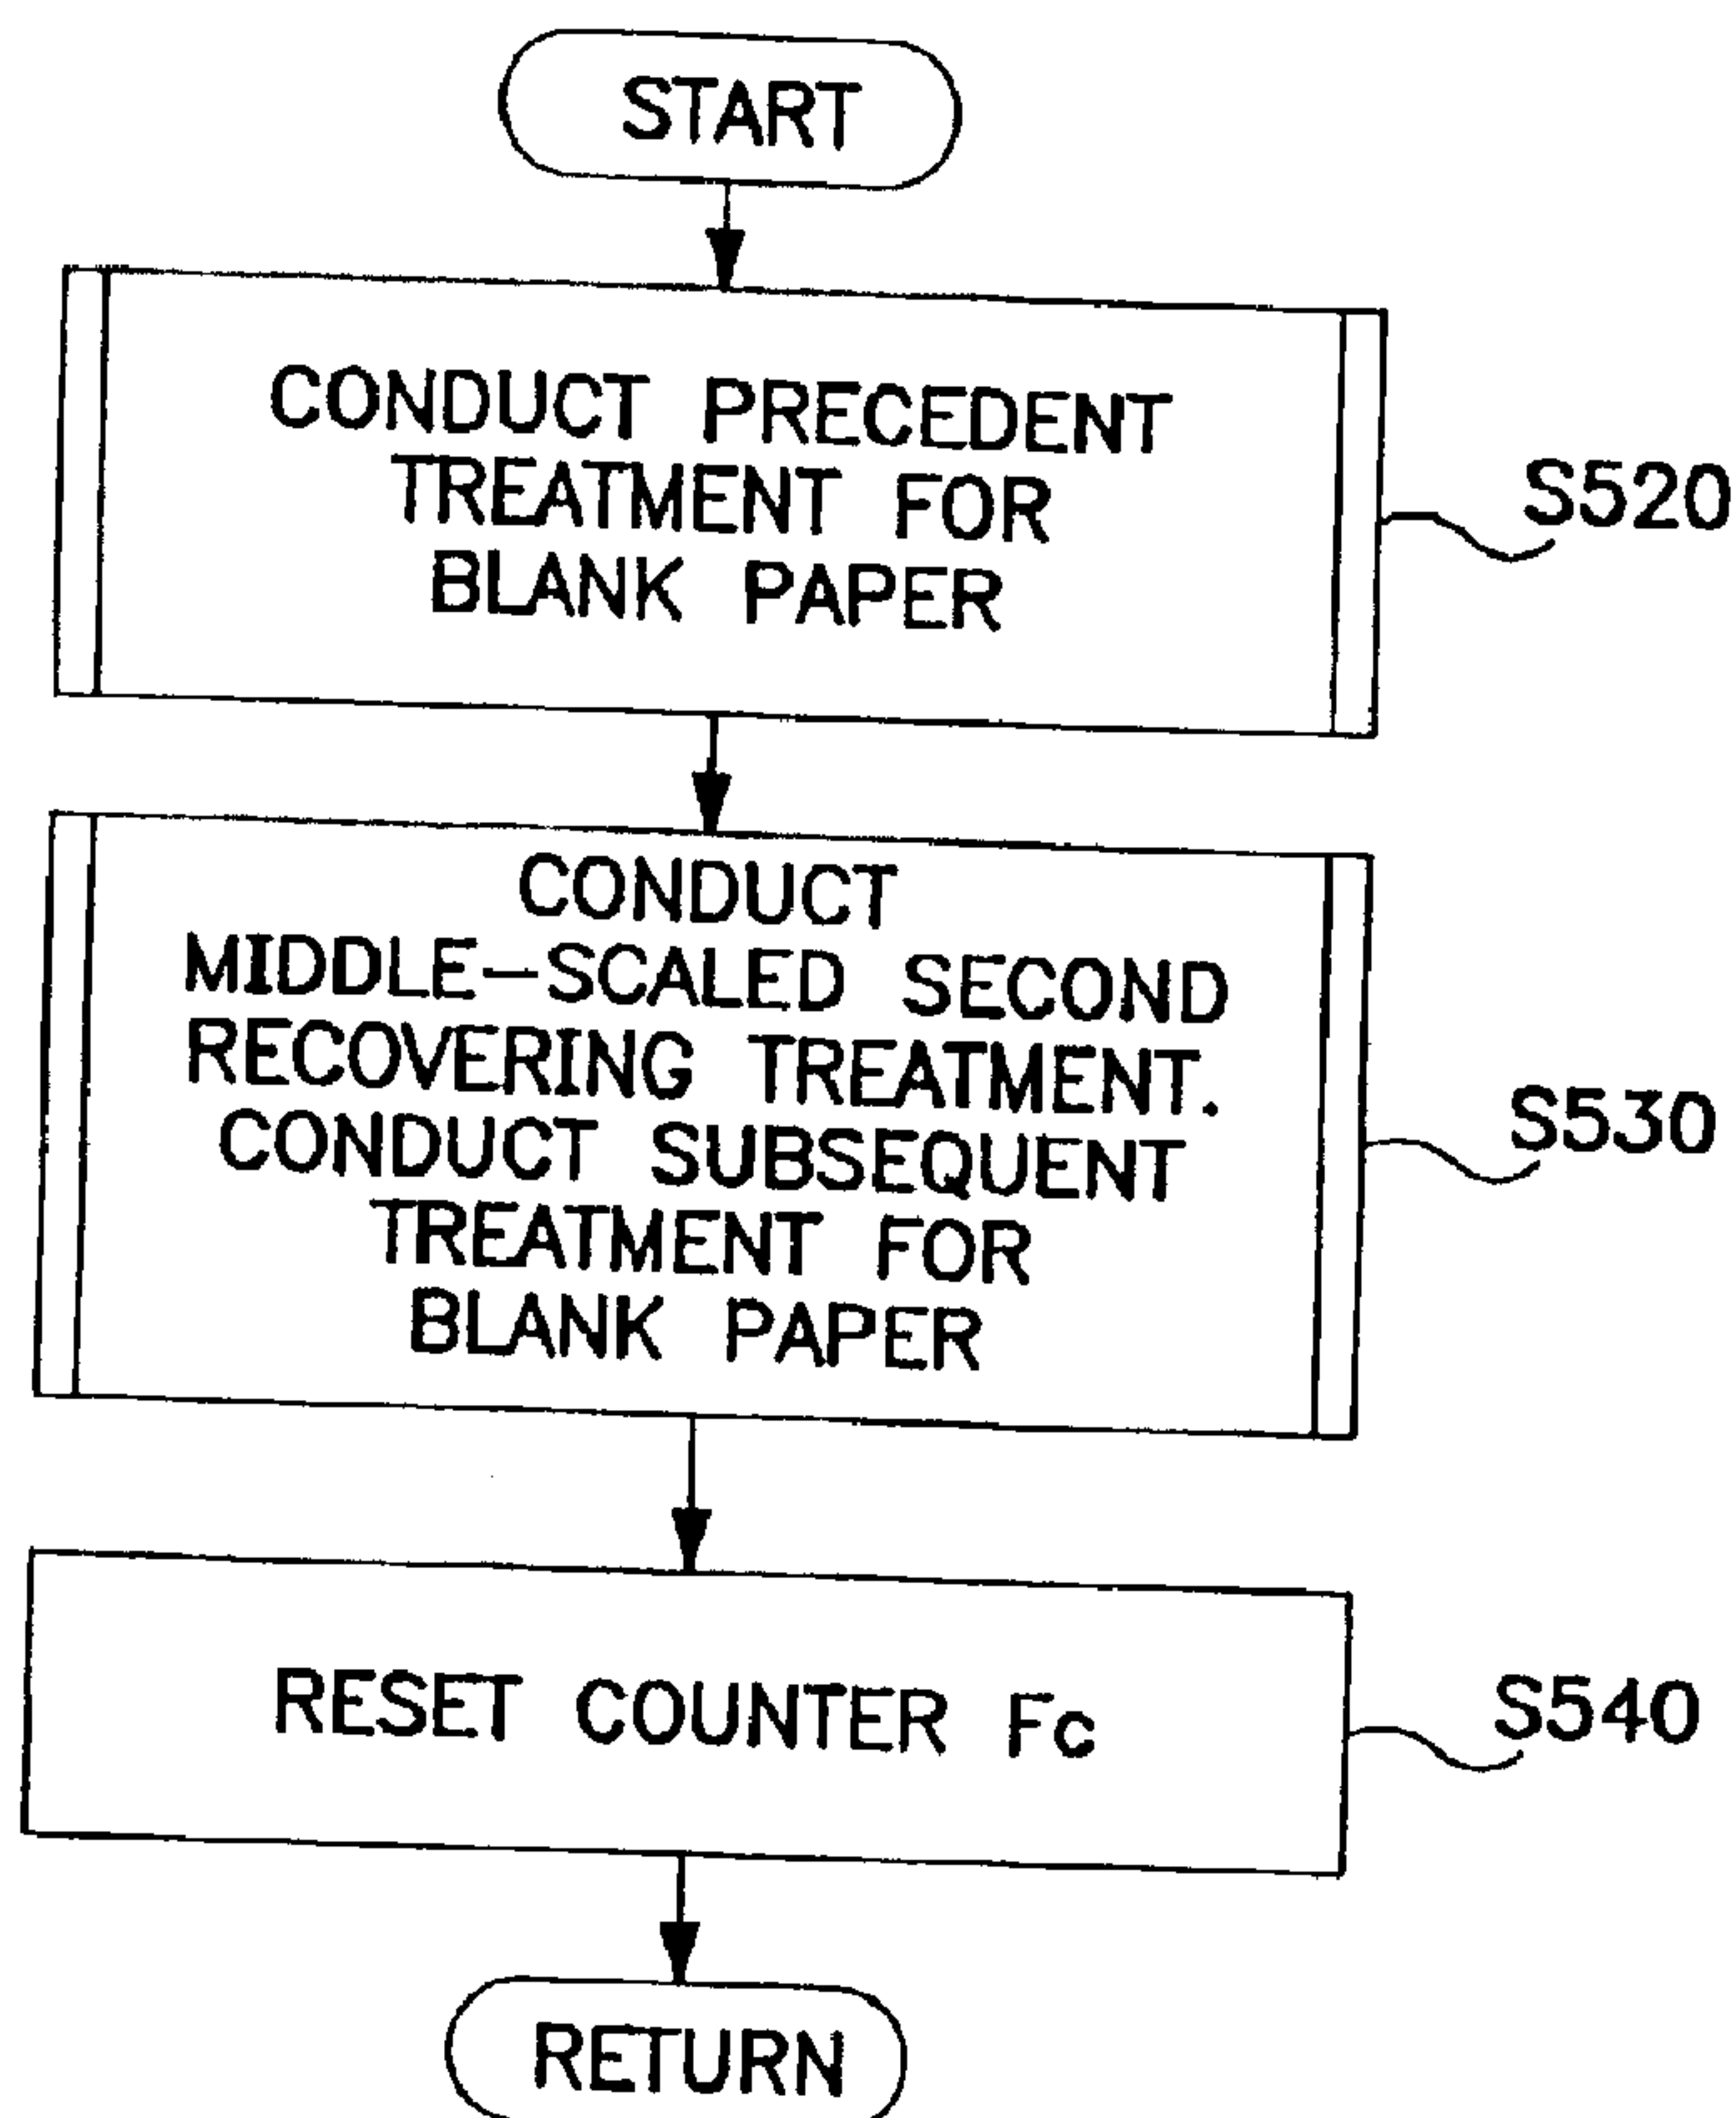 START
CONDUCT PRECEDENT
TREATMENT FOR
BLANK PAPER
S520
CONDUCT
MIDDLE-SCALED SECOND
RECOVERING TREATMENT.
CONDUCT SUBSEQUENT
TREATMENT FOR
BLANK PAPER
S530
RESET COUNTER Fc
S540
RETURN